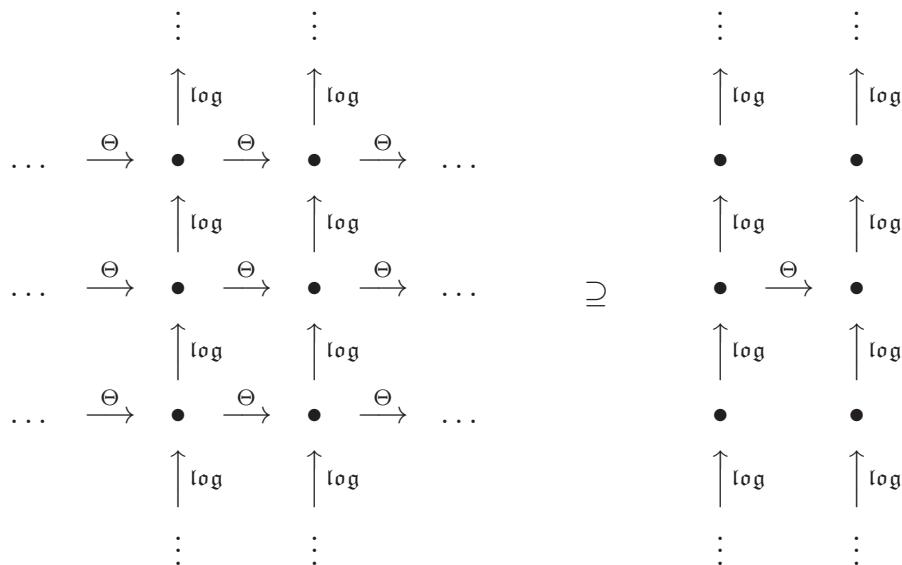 ⋮ ⋮ ⋮ ⋮
↑ log ↑ log ↑ log ↑ log
... Θ→ • Θ→ • Θ→ ... • •
↑ log ↑ log ↑ log ↑ log
... Θ→ • Θ→ • Θ→ ... ⊇ • Θ→ •
↑ log ↑ log ↑ log ↑ log
... Θ→ • Θ→ • Θ→ ... • •
↑ log ↑ log ↑ log ↑ log
⋮ ⋮ ⋮ ⋮